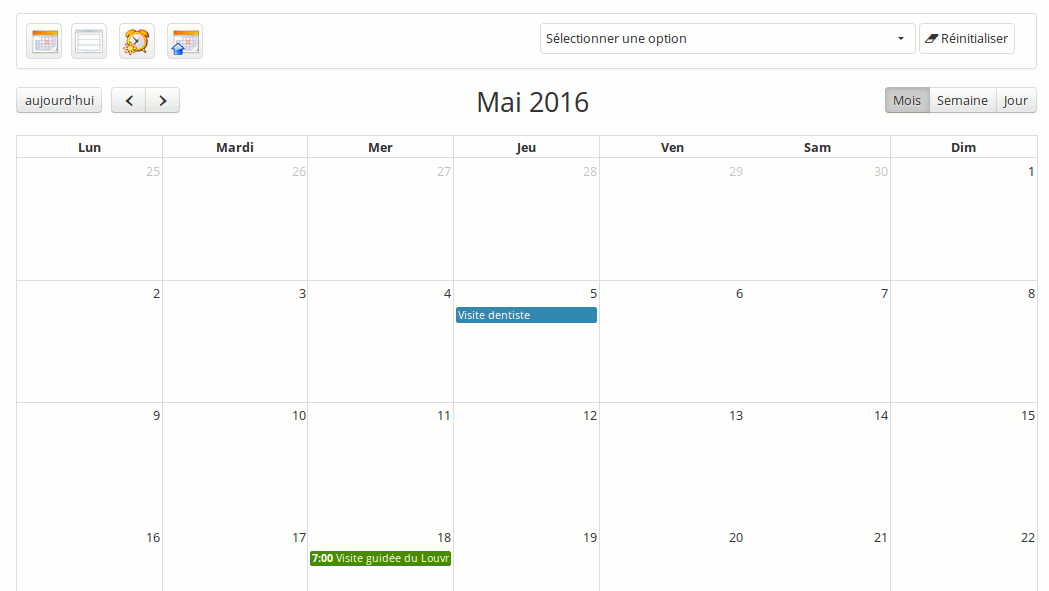 Sélectionner une option Réinitialiser
aujourd'hui Mai 2016 Mois Semaine Jour
Lun Mardi Mer Jeu Ven Sam Dim
25 26 27 28 29 30 1
2 3 4 5 6 7 8
Visite dentiste
9 10 11 12 13 14 15
16 17 18 19 20 21 22
7:00 Visite guidée du Louvr